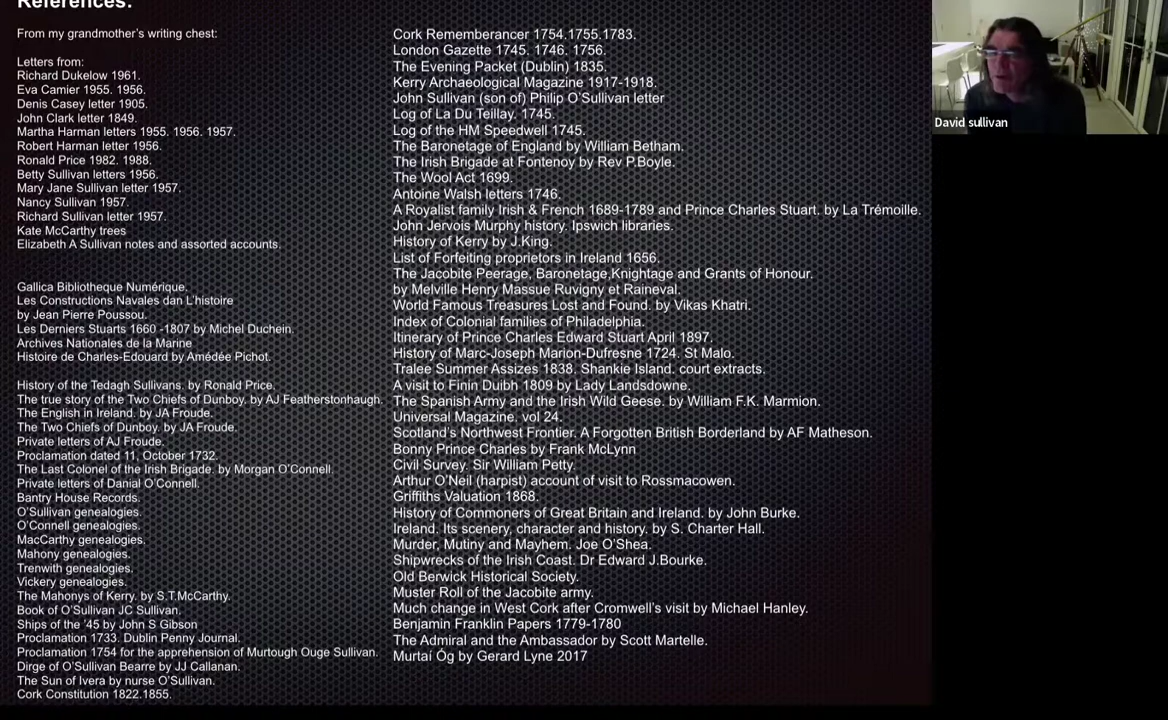 References:
From my grandmother's writing chest:
Letters from:
Richard Dukelow 1961.
Eva Camier 1955. 1956.
Denis Casey letter 1905.
John Clark letter 1849.
Martha Harman letters 1955. 1956. 1957.
Robert Harman letter 1956.
Ronald Price 1982. 1988.
Betty Sullivan letters 1956.
Mary Jane Sullivan letter 1957.
Nancy Sullivan 1957.
Richard Sullivan letter 1957.
Kate McCarthy trees
Elizabeth A Sullivan notes and assorted accounts.
Gallica Bibliotheque Numérique.
Les Constructions Navales dan L'histoire
by Jean Pierre Poussou.
Les Derniers Stuarts 1660 -1807 by Michel Duchein.
Archives Nationales de la Marine
Histoire de Charles-Edouard by Amédée Pichot.
History of the Tedagh Sullivans. by Ronald Price.
The true story of the Two Chiefs of Dunboy. by AJ Featherstonhaugh.
The English in Ireland. by JA Froude.
The Two Chiefs of Dunboy. by JA Froude.
Private letters of AJ Froude.
Proclamation dated 11, October 1732.
The Last Colonel of the Irish Brigade. by Morgan O'Connell.
Private letters of Danial O'Connell.
Bantry House Records.
O'Sullivan genealogies.
O'Connell genealogies.
MacCarthy genealogies.
Mahony genealogies.
Trenwith genealogies.
Vickery genealogies.
The Mahonys of Kerry. by S.T.McCarthy.
Book of O'Sullivan JC Sullivan.
Ships of the '45 by John S Gibson
Proclamation 1733. Dublin Penny Journal.
Proclamation 1754 for the apprehension of Murtough Ouge Sullivan.
Dirge of O'Sullivan Bearre by JJ Callanan.
The Sun of Ivera by nurse O'Sullivan.
Cork Constitution 1822.1855.
Cork Rememberancer 1754.1755.1783.
London Gazette 1745. 1746. 1756.
The Evening Packet (Dublin) 1835.
Kerry Archaeological Magazine 1917-1918.
John Sullivan (son of) Philip O'Sullivan letter
Log of La Du Teillay. 1745.
Log of the HM Speedwell 1745.
The Baronetage of England by William Betham.
The Irish Brigade at Fontenoy by Rev P.Boyle.
The Wool Act 1699.
Antoine Walsh letters 1746.
A Royalist family Irish & French 1689-1789 and Prince Charles Stuart. by La Trémoille.
John Jervois Murphy history. Ipswich libraries.
History of Kerry by J.King.
List of Forfeiting proprietors in Ireland 1656.
The Jacobite Peerage, Baronetage,Knightage and Grants of Honour.
by Melville Henry Massue Ruvigny et Raineval.
World Famous Treasures Lost and Found. by Vikas Khatri.
Index of Colonial families of Philadelphia.
Itinerary of Prince Charles Edward Stuart April 1897.
History of Marc-Joseph Marion-Dufresne 1724. St Malo.
Tralee Summer Assizes 1838. Shankie Island. court extracts.
A visit to Finin Duibh 1809 by Lady Landsdowne.
The Spanish Army and the Irish Wild Geese. by William F.K. Marmion.
Universal Magazine. vol 24.
Scotland's Northwest Frontier. A Forgotten British Borderland by AF Matheson.
Bonny Prince Charles by Frank McLynn
Civil Survey. Sir William Petty.
Arthur O'Neil (harpist) account of visit to Rossmacowen.
Griffiths Valuation 1868.
History of Commoners of Great Britain and Ireland. by John Burke.
Ireland. Its scenery, character and history. by S. Charter Hall.
Murder, Mutiny and Mayhem. Joe O'Shea.
Shipwrecks of the Irish Coast. Dr Edward J.Bourke.
Old Berwick Historical Society.
Muster Roll of the Jacobite army.
Much change in West Cork after Cromwell's visit by Michael Hanley.
Benjamin Franklin Papers 1779-1780
The Admiral and the Ambassador by Scott Martelle.
Murtaí Óg by Gerard Lyne 2017
David sullivan